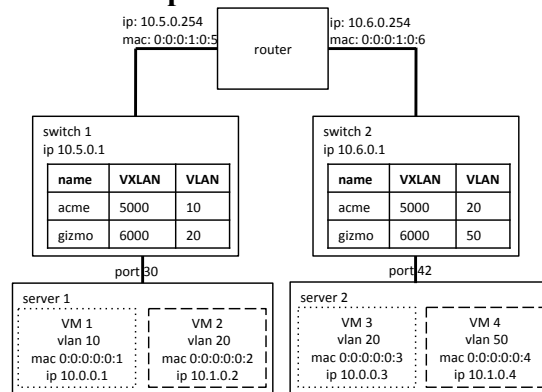 ip: 10.5.0.254
mac: 0:0:0:1:0:5
router
ip: 10.6.0.254
mac: 0:0:0:1:0:6
switch 1
ip 10.5.0.1
name VXLAN VLAN
acme 5000 10
gizmo 6000 20
switch 2
ip 10.6.0.1
name VXLAN VLAN
acme 5000 20
gizmo 6000 50
port 30
port 42
server 1
VM 1
vlan 10
mac 0:0:0:0:0:1
ip 10.0.0.1
VM 2
vlan 20
mac 0:0:0:0:0:2
ip 10.1.0.2
server 2
VM 3
vlan 20
mac 0:0:0:0:0:3
ip 10.0.0.3
VM 4
vlan 50
mac 0:0:0:0:0:4
ip 10.1.0.4